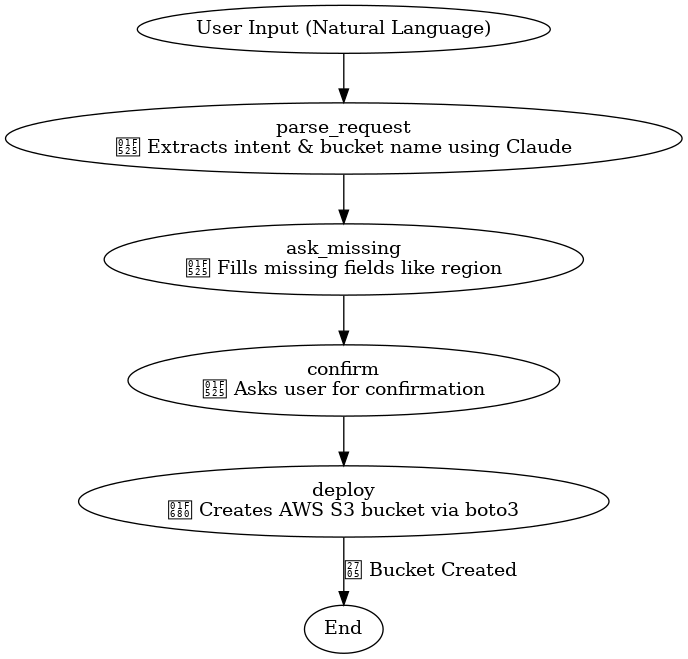 User Input (Natural Language)
parse_request
🔥 Extracts intent & bucket name using Claude
ask_missing
🔥 Fills missing fields like region
confirm
🔥 Asks user for confirmation
deploy
🚀 Creates AWS S3 bucket via boto3
✅ Bucket Created
End